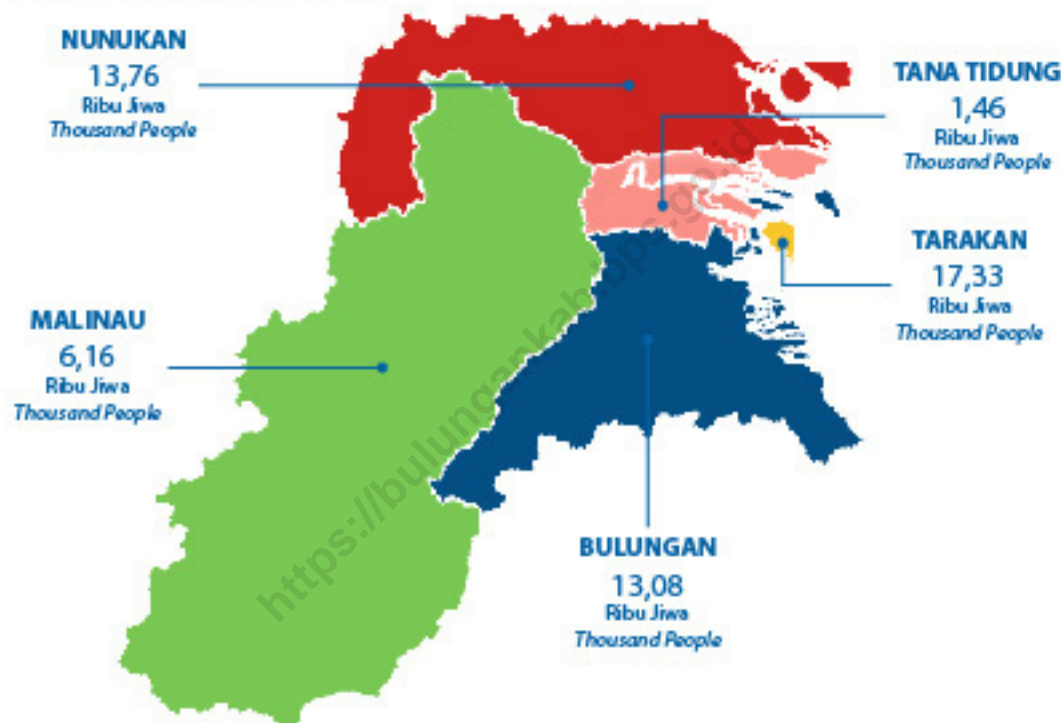 NUNUKAN
13,76
Ribu Jiwa
Thousand People
TANA TIDUNG
1,46
Ribu Jiwa
Thousand People
TARAKAN
17,33
Ribu Jiwa
Thousand People
MALINAU
6,16
Ribu Jiwa
Thousand People
BULUNGAN
13,08
Ribu Jiwa
Thousand People
https://bulungankab.bps.go.id